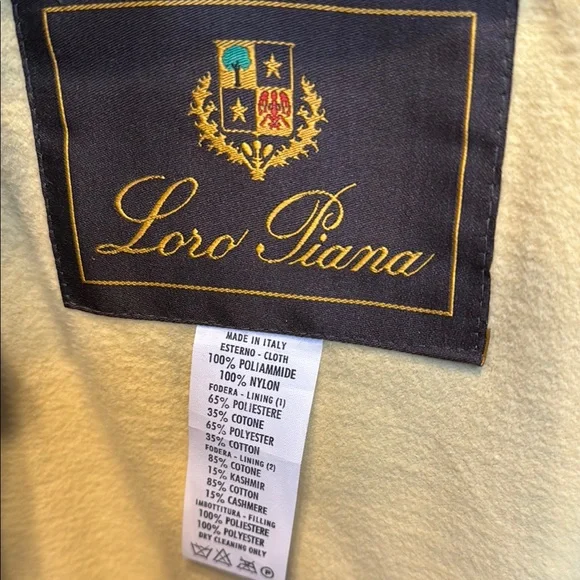 Loro Piana
MADE IN ITALY
ESTERNO - CLOTH
100% POLIAMMIDE
100% NYLON
FODERA - LINING (1)
65% POLIESTERE
35% COTONE
65% POLYESTER
35% COTTON
FODERA - LINING (2)
85% COTONE
15% KASHMIR
85% COTTON
15% CASHMERE
IMBOTTITURA - FILLING
100% POLIESTERE
100% POLYESTER
DRY CLEANING ONLY
P